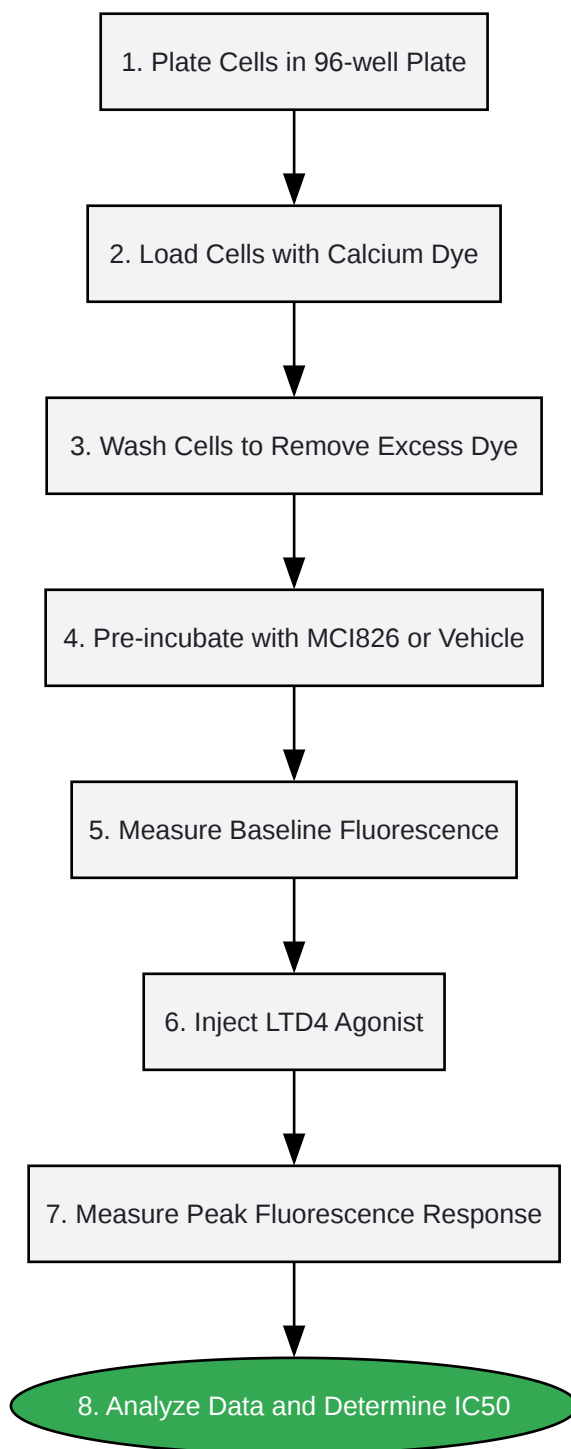 1. Plate Cells in 96-well Plate
2. Load Cells with Calcium Dye
3. Wash Cells to Remove Excess Dye
4. Pre-incubate with MCI826 or Vehicle
5. Measure Baseline Fluorescence
6. Inject LTD4 Agonist
7. Measure Peak Fluorescence Response
8. Analyze Data and Determine IC50